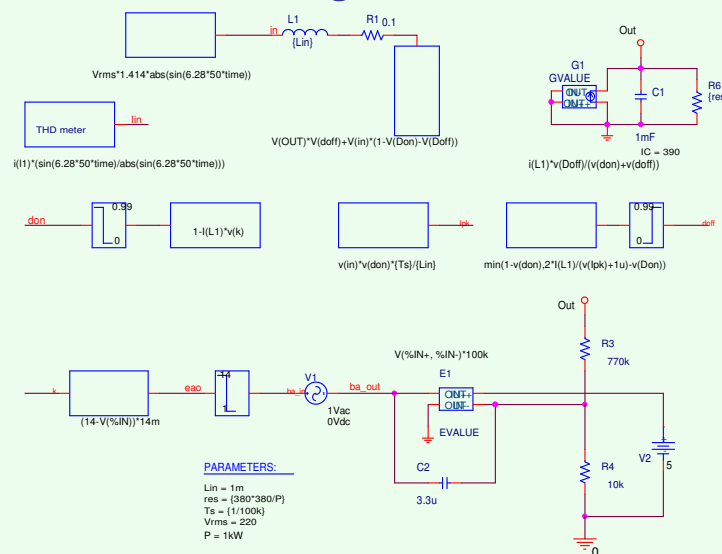 L1
in
{Lin}
R1
0.1
Vrms*1.414*abs(sin(6.28*50*time))
Out
G1
GVALUE
C1
R6
1mF
IC = 390
i(L1)*v(Doff)/(v(don)+v(doff))
V(OUT)*V(doff)+V(in)*(1-V(Don)-V(Doff))
Iin
THD meter
i(l1)*(sin(6.28*50*time)/abs(sin(6.28*50*time)))
don
0.99
0
1-I(L1)*v(k)
Ipk
v(in)*v(don)*{Ts}/{Lin}
0.99
0
doff
min(1-v(don),2*I(L1)/(v(Ipk)+1u)-v(Don))
Out
R3
770k
V(%IN+, %IN-)*100k
E1
OUT+
OUT-
EVALUE
k
(14-V(%IN))*14m
eao
14
1
ba_in
V1
1Vac
0Vdc
ba_out
C2
3.3u
V2
5
R4
10k
0
PARAMETERS:
Lin = 1m
res = {380*380/P}
Ts = {1/100k}
Vrms = 220
P = 1kW